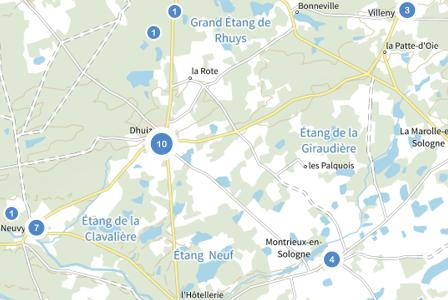 1
Bonneville
3
Villeny
Grand Étang de
Rhuys
1
la Patte-d'Oie
la Rote
Dhuiz
10
Étang de la
Giraudière
La Marolle-e
Sologne
les Palquois
1
7
Neuvy
Étang de la
Clavalière
Montrieux-en-
Sologne
Étang Neuf
4
l'Hôtellerie